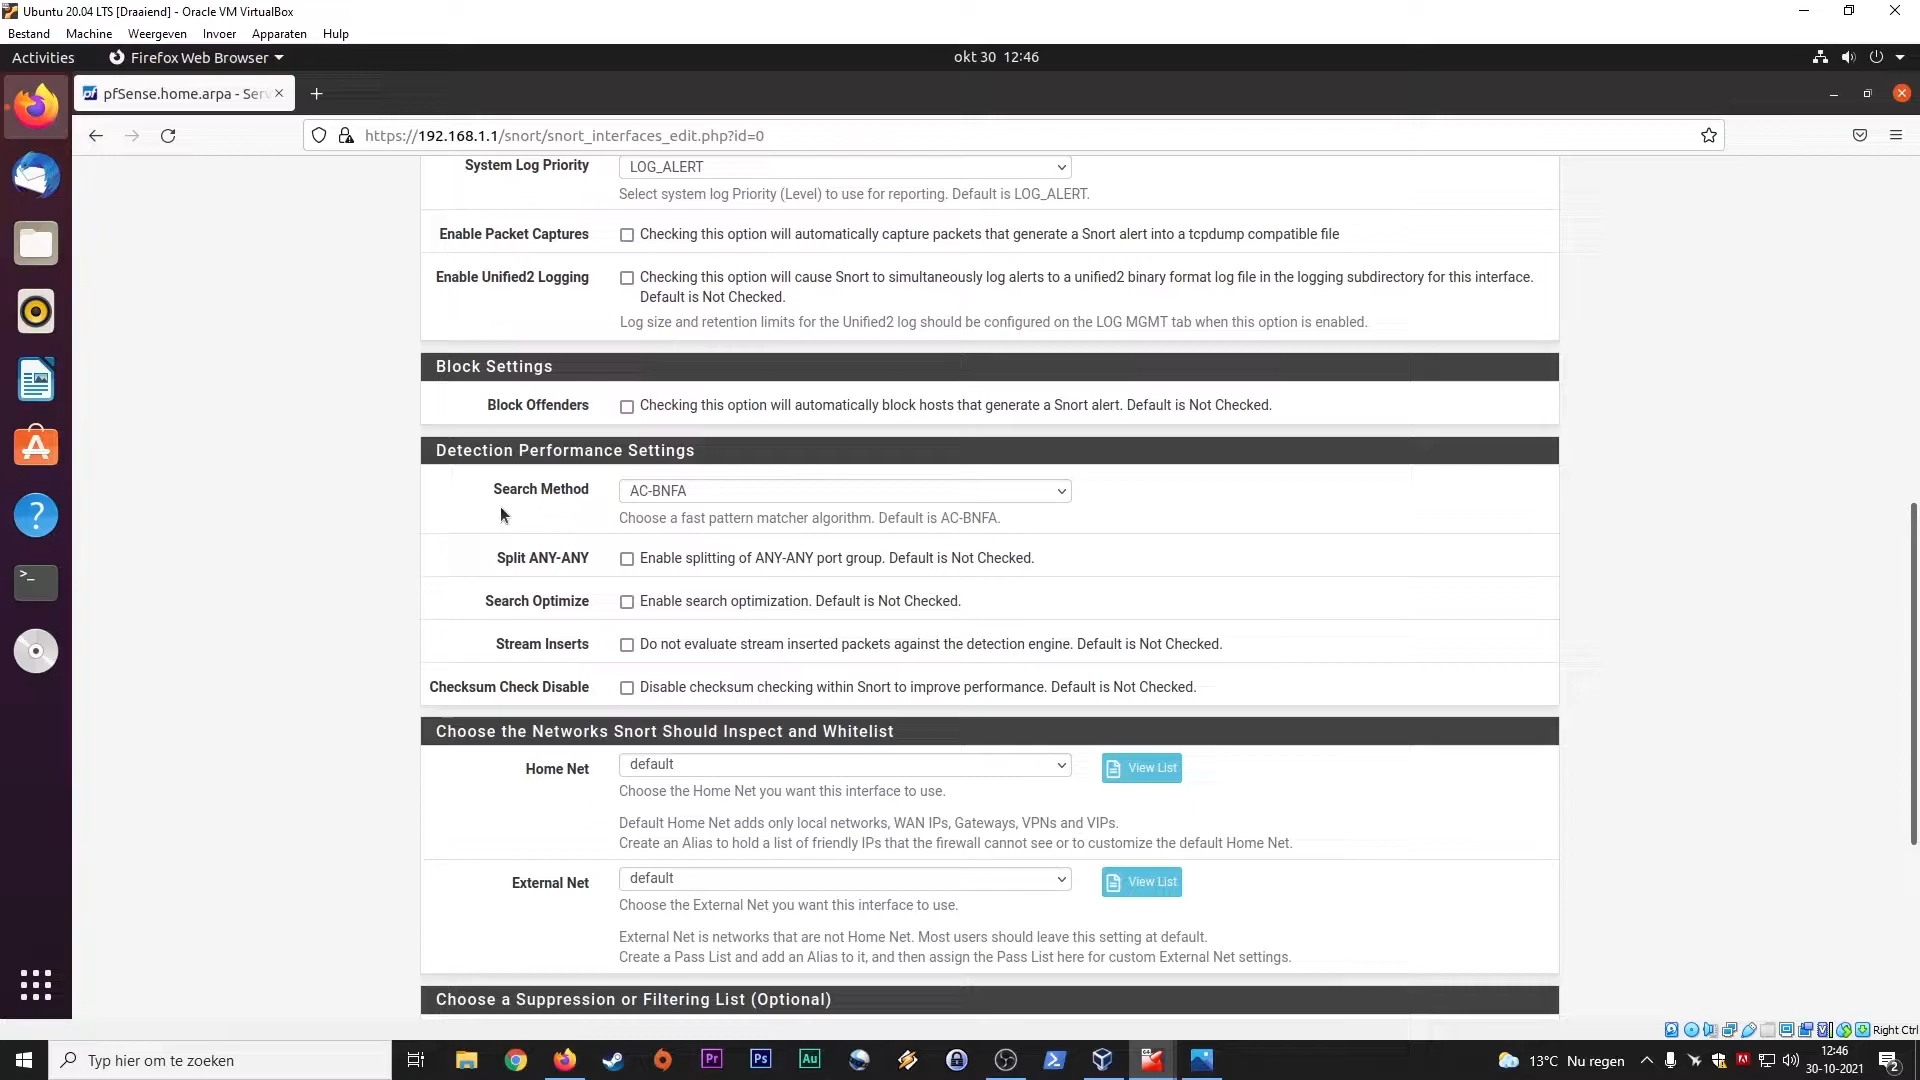 Ubuntu 20.04 LTS [Draaiend] - Oracle VM VirtualBox
Bestand Machine Weergeven Invoer Apparaten Hulp
Activities Firefox Web Browser okt 30 12:46
pfSense.home.arpa - Ser
https://192.168.1.1/snort/snort_interfaces_edit.php?id=0
System Log Priority LOG_ALERT
Select system log Priority (Level) to use for reporting. Default is LOG_ALERT.
Enable Packet Captures Checking this option will automatically capture packets that generate a Snort alert into a tcpdump compatible file
Enable Unified2 Logging Checking this option will cause Snort to simultaneously log alerts to a unified2 binary format log file in the logging subdirectory for this interface.
Default is Not Checked.
Log size and retention limits for the Unified2 log should be configured on the LOG MGMT tab when this option is enabled.
Block Settings
Block Offenders Checking this option will automatically block hosts that generate a Snort alert. Default is Not Checked.
Detection Performance Settings
Search Method AC-BNFA
Choose a fast pattern matcher algorithm. Default is AC-BNFA.
Split ANY-ANY Enable splitting of ANY-ANY port group. Default is Not Checked.
Search Optimize Enable search optimization. Default is Not Checked.
Stream Inserts Do not evaluate stream inserted packets against the detection engine. Default is Not Checked.
Checksum Check Disable Disable checksum checking within Snort to improve performance. Default is Not Checked.
Choose the Networks Snort Should Inspect and Whitelist
Home Net default View List
Choose the Home Net you want this interface to use.
Default Home Net adds only local networks, WAN IPs, Gateways, VPNs and VIPs.
Create an Alias to hold a list of friendly IPs that the firewall cannot see or to customize the default Home Net.
External Net default View List
Choose the External Net you want this interface to use.
External Net is networks that are not Home Net. Most users should leave this setting at default.
Create a Pass List and add an Alias to it, and then assign the Pass List here for custom External Net settings.
Choose a Suppression or Filtering List (Optional)
Right Ctrl
Typ hier om te zoeken Pr Ps Au 13°C Nu regen 12:46
30-10-2021 2